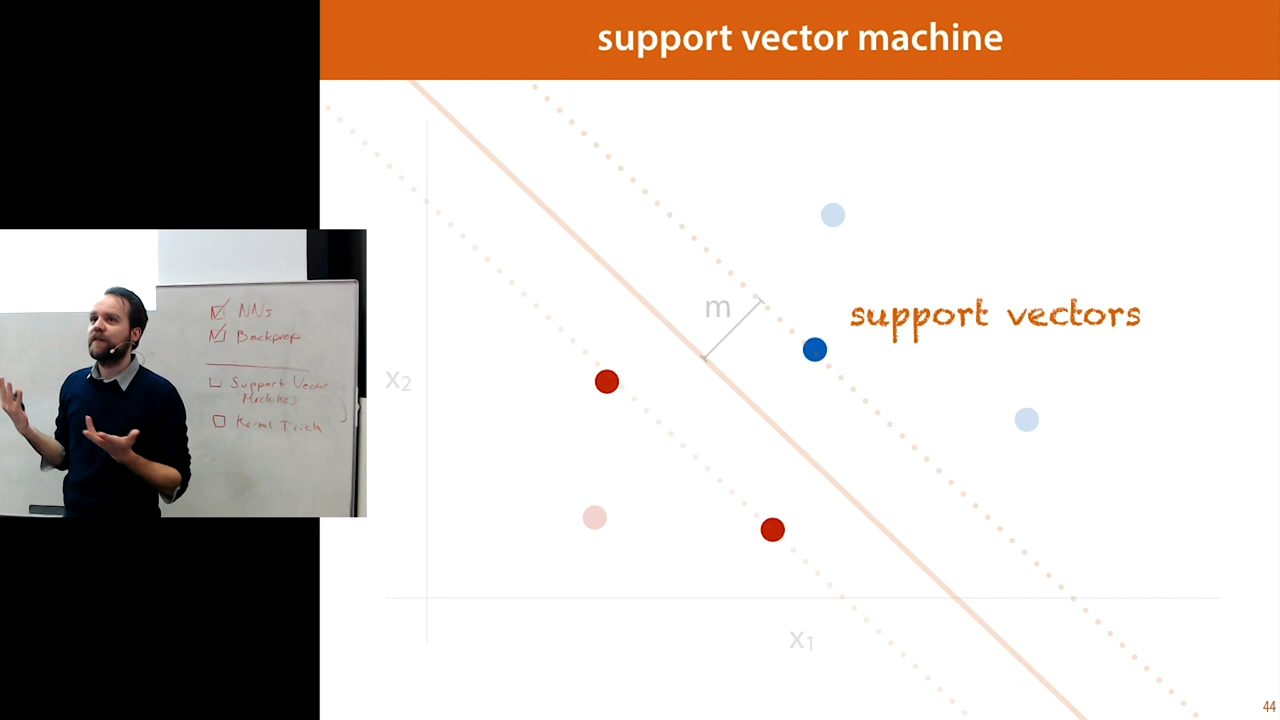 support vector machine
NNs
Backprop
Support Vector
Machines
Kernel Trick
m
support vectors
x2
x1
44